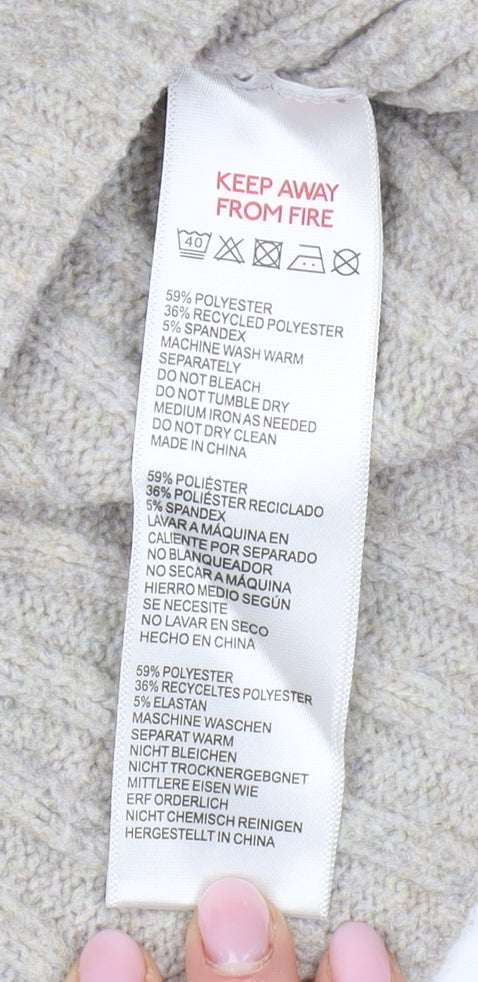 KEEP AWAY
FROM FIRE
40
59% POLYESTER
36% RECYCLED POLYESTER
5% SPANDEX
MACHINE WASH WARM
SEPARATELY
DO NOT BLEACH
DO NOT TUMBLE DRY
MEDIUM IRON AS NEEDED
DO NOT DRY CLEAN
MADE IN CHINA
59% POLIÉSTER
36% POLIÉSTER RECICLADO
5% SPANDEX
LAVAR A MÁQUINA EN
CALIENTE POR SEPARADO
NO BLANQUEADOR
NO SECAR A MÁQUINA
HIERRO MEDIO SEGÚN
SE NECESITE
NO LAVAR EN SECO
HECHO EN CHINA
59% POLYESTER
36% RECYCELTES POLYESTER
5% ELASTAN
MASCHINE WASCHEN
SEPARAT WARM
NICHT BLEICHEN
NICHT TROCKNERGEBGNET
MITTLERE EISEN WIE
ERF ORDERLICH
NICHT CHEMISCH REINIGEN
HERGESTELLT IN CHINA